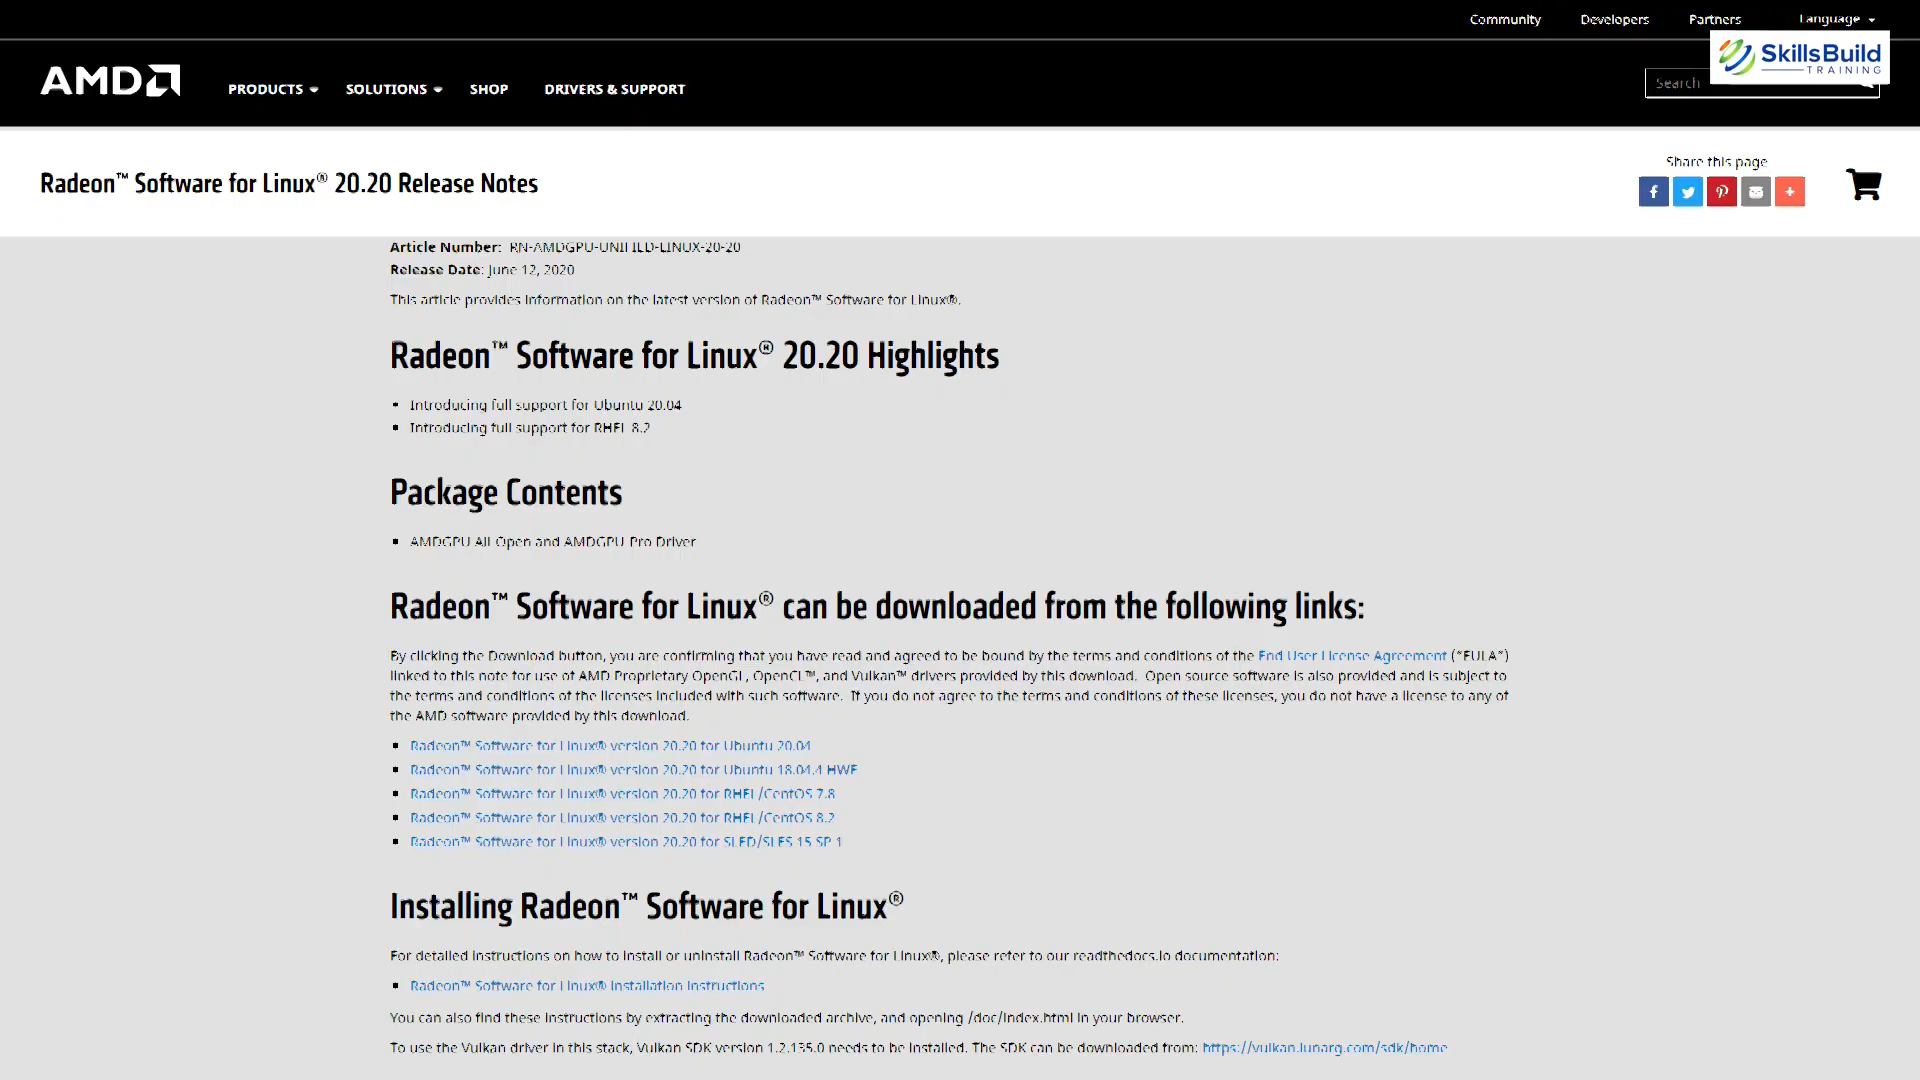 Community Developers Partners Language
SkillsBuild
TRAINING
AMD PRODUCTS SOLUTIONS SHOP DRIVERS & SUPPORT Search
Share this page
Radeon™ Software for Linux® 20.20 Release Notes
Article Number: RN-AMDGPU-UNIFIED-LINUX-20-20
Release Date: June 12, 2020
This article provides information on the latest version of Radeon™ Software for Linux®.
Radeon™ Software for Linux® 20.20 Highlights
Introducing full support for Ubuntu 20.04
Introducing full support for RHEL 8.2
Package Contents
AMDGPU All-Open and AMDGPU-Pro Driver
Radeon™ Software for Linux® can be downloaded from the following links:
By clicking the Download button, you are confirming that you have read and agreed to be bound by the terms and conditions of the End User License Agreement (“EULA”)
linked to this note for use of AMD Proprietary OpenGL, OpenCL™, and Vulkan™ drivers provided by this download. Open source software is also provided and is subject to
the terms and conditions of the licenses included with such software. If you do not agree to the terms and conditions of these licenses, you do not have a license to any of
the AMD software provided by this download.
Radeon™ Software for Linux® version 20.20 for Ubuntu 20.04
Radeon™ Software for Linux® version 20.20 for Ubuntu 18.04.4 HWE
Radeon™ Software for Linux® version 20.20 for RHEL/CentOS 7.8
Radeon™ Software for Linux® version 20.20 for RHEL/CentOS 8.2
Radeon™ Software for Linux® version 20.20 for SLED/SLES 15 SP 1
Installing Radeon™ Software for Linux®
For detailed instructions on how to install or uninstall Radeon™ Software for Linux®, please refer to our readthedocs.io documentation:
Radeon™ Software for Linux® Installation Instructions
You can also find these instructions by extracting the downloaded archive, and opening /doc/index.html in your browser.
To use the Vulkan driver in this stack, Vulkan SDK version 1.2.135.0 needs to be installed. The SDK can be downloaded from: https://vulkan.lunarg.com/sdk/home